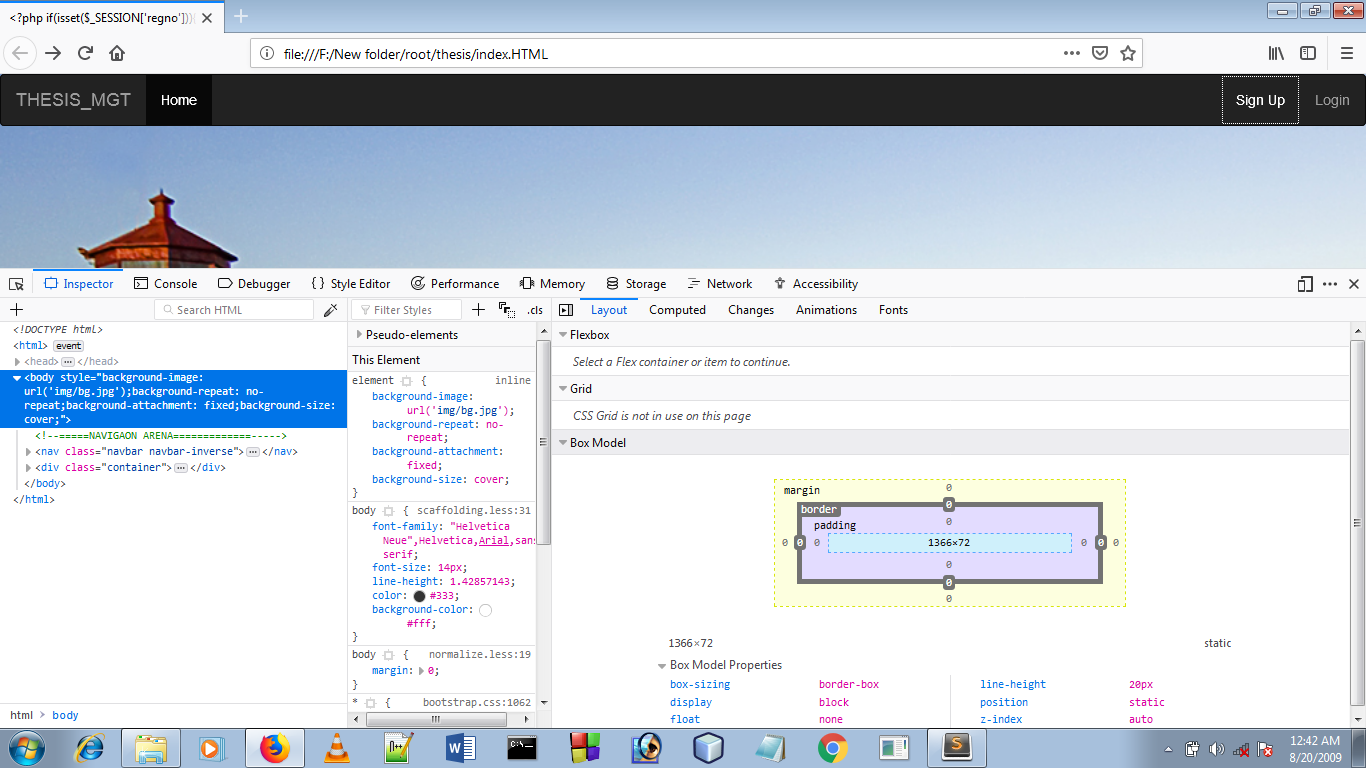 <?php if(isset($_SESSION['regno'])){
file:///F:/New folder/root/thesis/index.HTML
THESIS_MGT
Home
Sign Up
Login
Inspector
Console
Debugger
{ } Style Editor
Performance
Memory
Storage
Network
Accessibility
Search HTML
<!DOCTYPE html>
<html> event
<head> ••• </head>
<body style="background-image:
url('img/bg.jpg');background-repeat: no-
repeat;background-attachment: fixed;background-size:
cover;">
<!--=====NAVIGAON ARENA=============----->
<nav class="navbar navbar-inverse"> ••• </nav>
<div class="container"> ••• </div>
</body>
</html>
html > body
Filter Styles
.cls
Pseudo-elements
This Element
element { inline
background-image:
url('img/bg.jpg');
background-repeat: no-
repeat;
background-attachment:
fixed;
background-size: cover;
}
body { scaffolding.less:31
font-family: "Helvetica
Neue",Helvetica,Arial,sans
serif;
font-size: 14px;
line-height: 1.42857143;
color: #333;
background-color:
#fff;
}
body { normalize.less:19
margin: 0;
}
* { bootstrap.css:1062
Layout
Computed
Changes
Animations
Fonts
Flexbox
Select a Flex container or item to continue.
Grid
CSS Grid is not in use on this page
Box Model
margin 0
border 0
padding 0
0 0 0 1366×72 0 0 0
0
0
0
1366×72 static
Box Model Properties
box-sizing border-box line-height 20px
display block position static
float none z-index auto
12:42 AM
8/20/2009